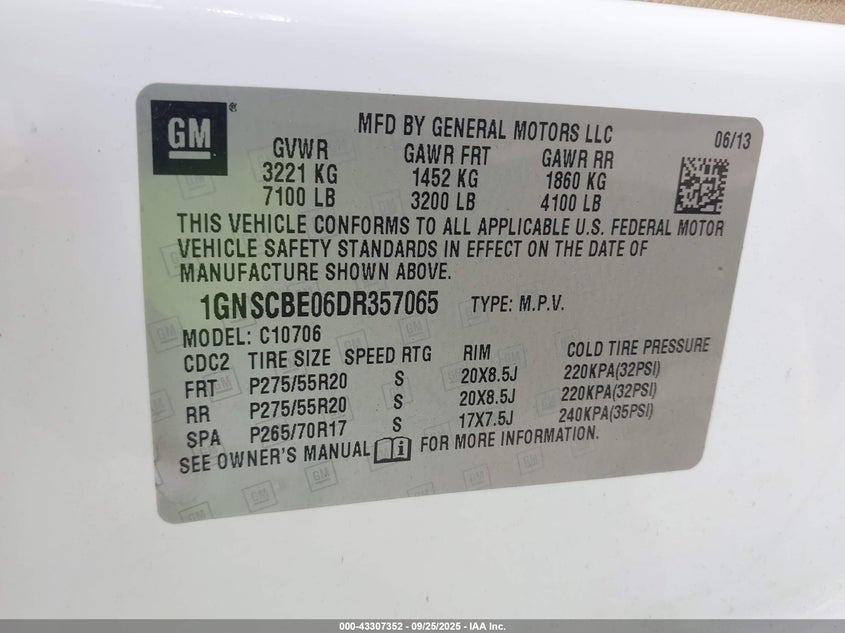 GM®
MFD BY GENERAL MOTORS LLC 06/13
GVWR GAWR FRT GAWR RR
3221 KG 1452 KG 1860 KG
7100 LB 3200 LB 4100 LB
THIS VEHICLE CONFORMS TO ALL APPLICABLE U.S. FEDERAL MOTOR
VEHICLE SAFETY STANDARDS IN EFFECT ON THE DATE OF
MANUFACTURE SHOWN ABOVE.
1GNSCBE06DR357065 TYPE: M.P.V.
MODEL: C10706
CDC2 TIRE SIZE SPEED RTG RIM COLD TIRE PRESSURE
FRT P275/55R20 S 20X8.5J 220KPA(32PSI)
RR P275/55R20 S 20X8.5J 220KPA(32PSI)
SPA P265/70R17 S 17X7.5J 240KPA(35PSI)
SEE OWNER'S MANUAL FOR MORE INFORMATION.
000-43307352 - 09/25/2025 - IAA Inc.